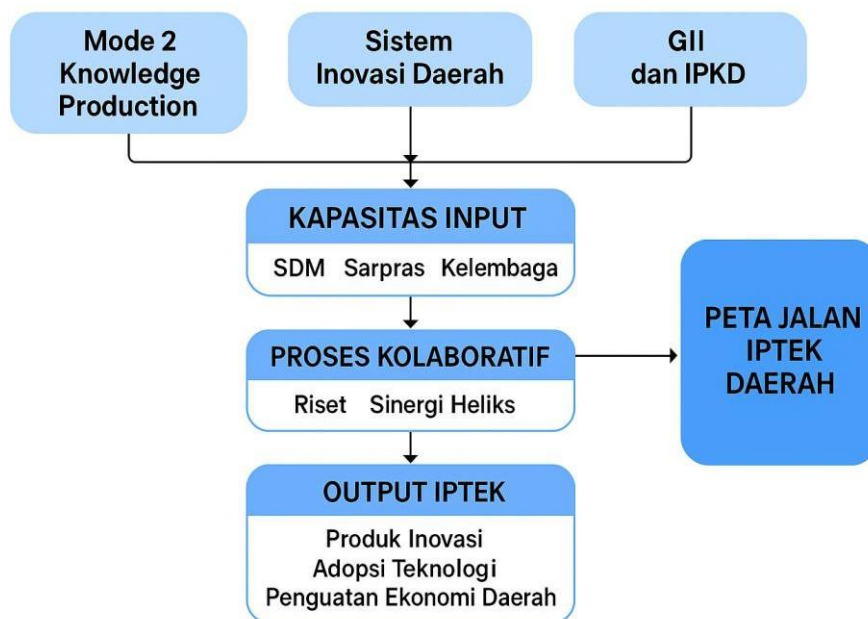 Mode 2
Knowledge
Production
Sistem
Inovasi Daerah
GII
dan IPKD
KAPASITAS INPUT
SDM Sarpras Kelembaga
PROSES KOLABORATIF
Riset Sinergi Heliks
OUTPUT IPTEK
Produk Inovasi
Adopsi Teknologi
Penguatan Ekonomi Daerah
PETA JALAN
IPTEK
DAERAH